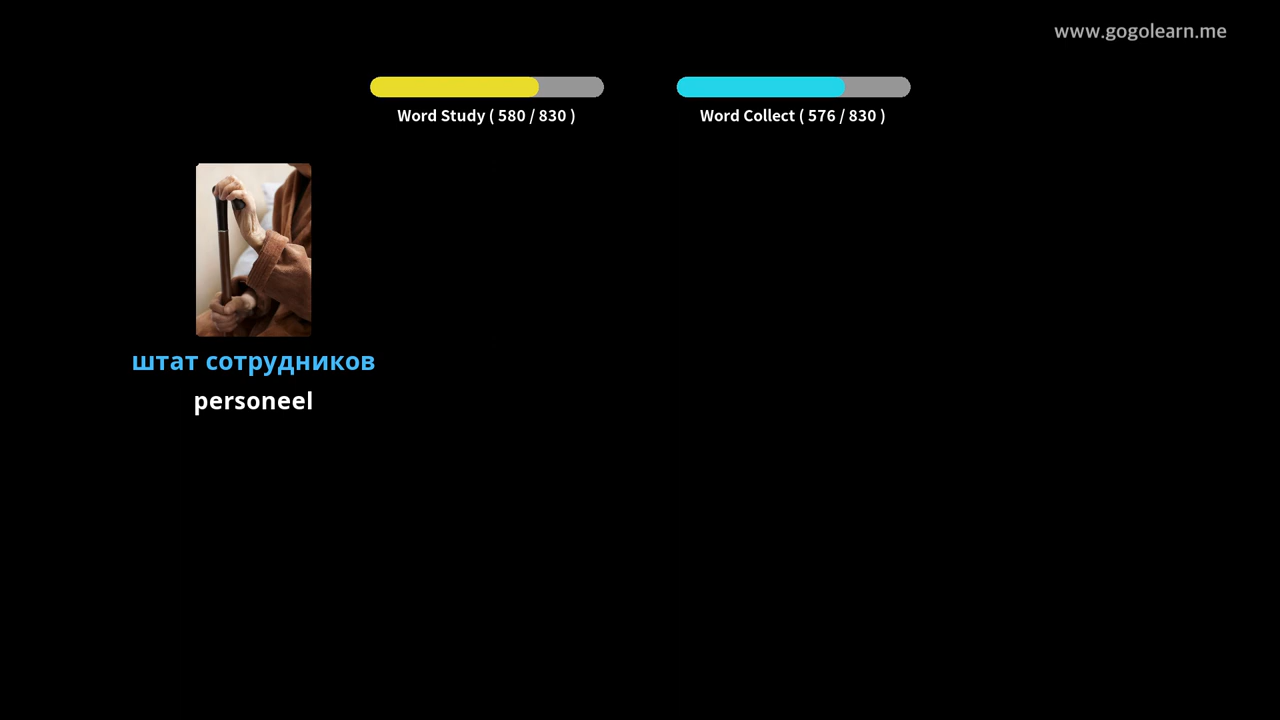 www.gogolearn.me
Word Study ( 580 / 830 )
Word Collect ( 576 / 830 )
штат сотрудников
personeel